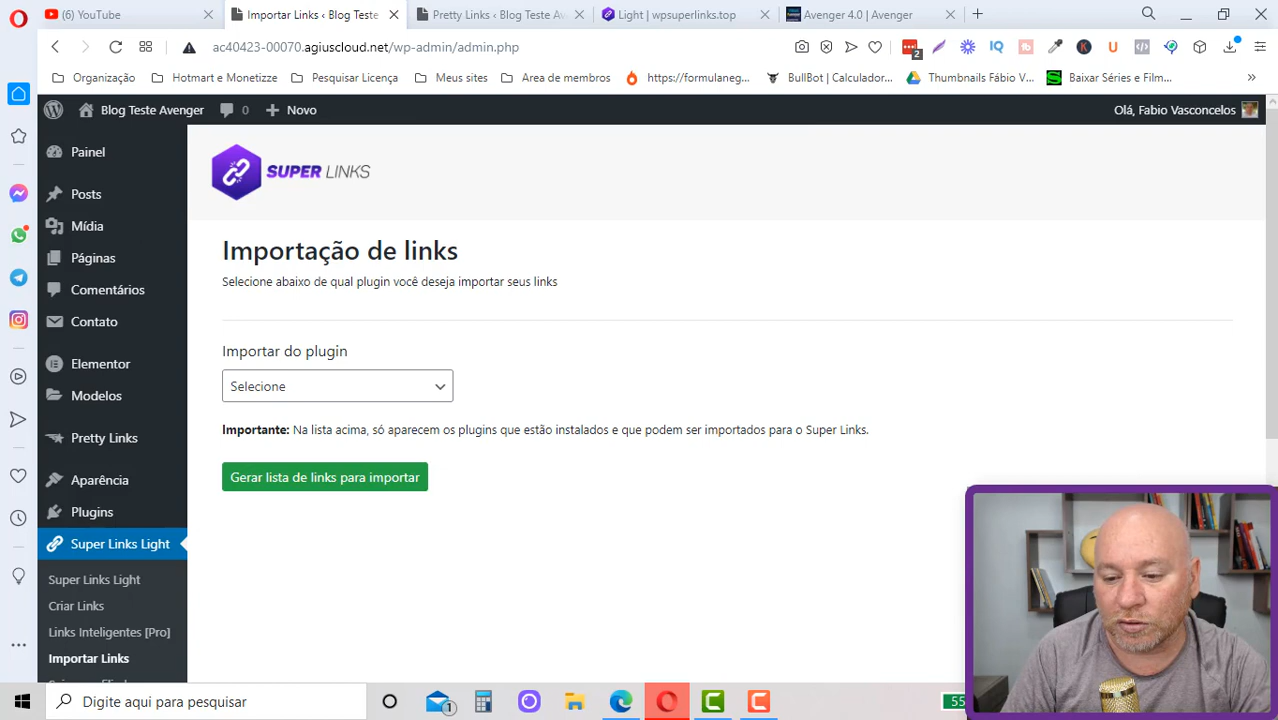 (6) YouTube
Importar Links ‹ Blog Teste
Pretty Links ‹ Blog Teste Av
Light | wpsuperlinks.top
Avenger 4.0 | Avenger
ac40423-00070.agiuscloud.net/wp-admin/admin.php
2
IQ
K
U
Organização
Hotmart e Monetizze
Pesquisar Licença
Meus sites
Area de membros
https://formulaneg...
BullBot | Calculador...
Thumbnails Fábio V...
S
Baixar Séries e Film...
Blog Teste Avenger
0
Novo
Olá, Fabio Vasconcelos
Painel
Posts
Mídia
Páginas
Comentários
Contato
Elementor
Modelos
Pretty Links
Aparência
Plugins
Super Links Light
Super Links Light
Criar Links
Links Inteligentes [Pro]
Importar Links
SUPER LINKS
Importação de links
Selecione abaixo de qual plugin você deseja importar seus links
Importar do plugin
Selecione
Importante: Na lista acima, só aparecem os plugins que estão instalados e que podem ser importados para o Super Links.
Gerar lista de links para importar
Digite aqui para pesquisar
1
55